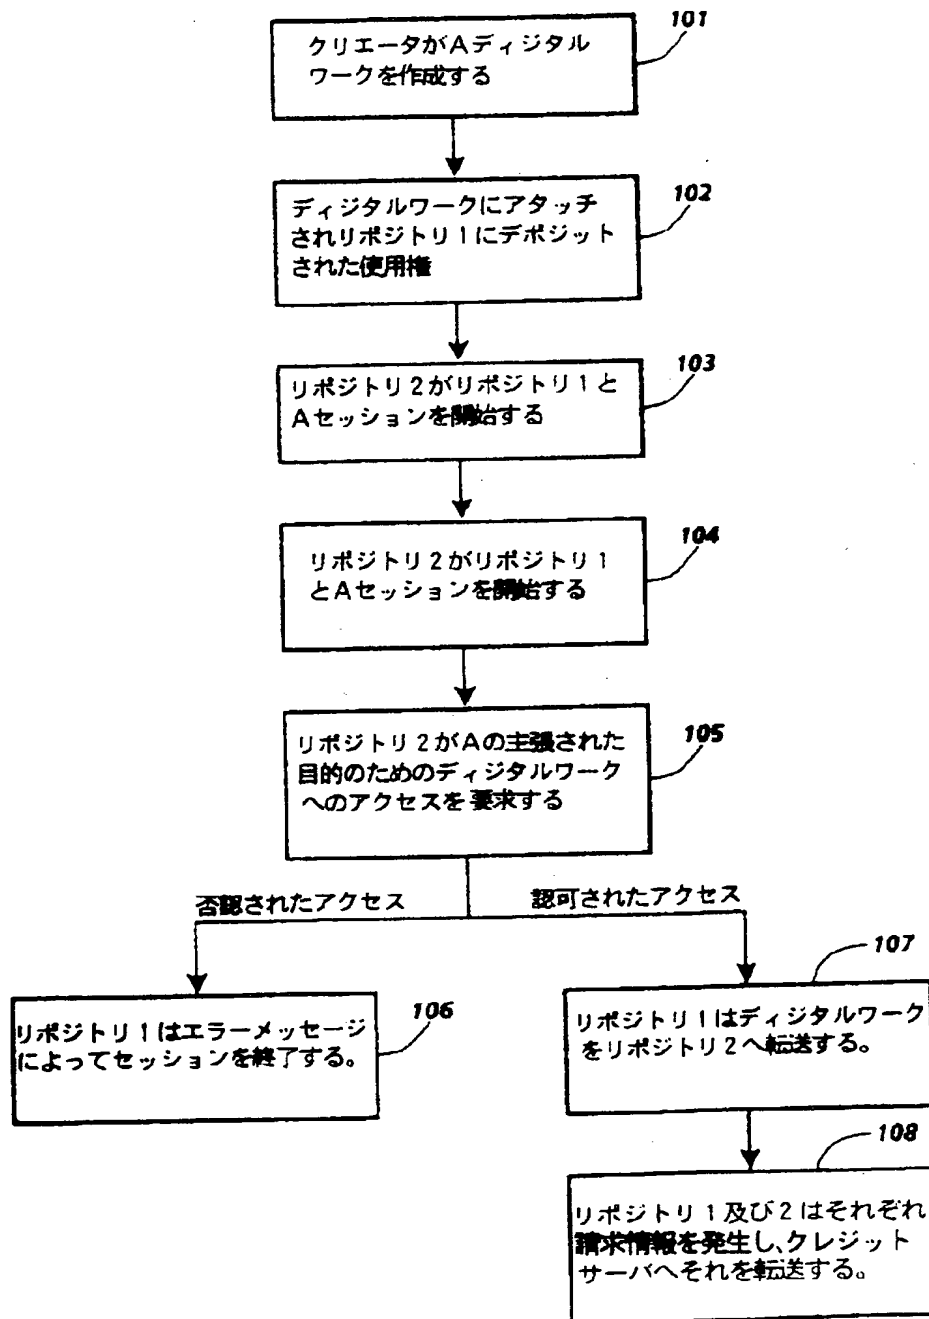 101
クリエータがAディジタル
ワークを作成する
102
ディジタルワークにアタッチ
されリポジトリ1にデポジット
された使用権
103
リポジトリ2がリポジトリ1と
Aセッションを開始する
104
リポジトリ2がリポジトリ1
とAセッションを開始する
105
リポジトリ2がAの主張された
目的のためのディジタルワーク
へのアクセスを要求する
否認されたアクセス
認可されたアクセス
106
リポジトリ1はエラーメッセージ
によってセッションを終了する。
107
リポジトリ1はディジタルワーク
をリポジトリ2へ転送する。
108
リポジトリ1及び2はそれぞれ
請求情報を発生し、クレジット
サーバへそれを転送する。